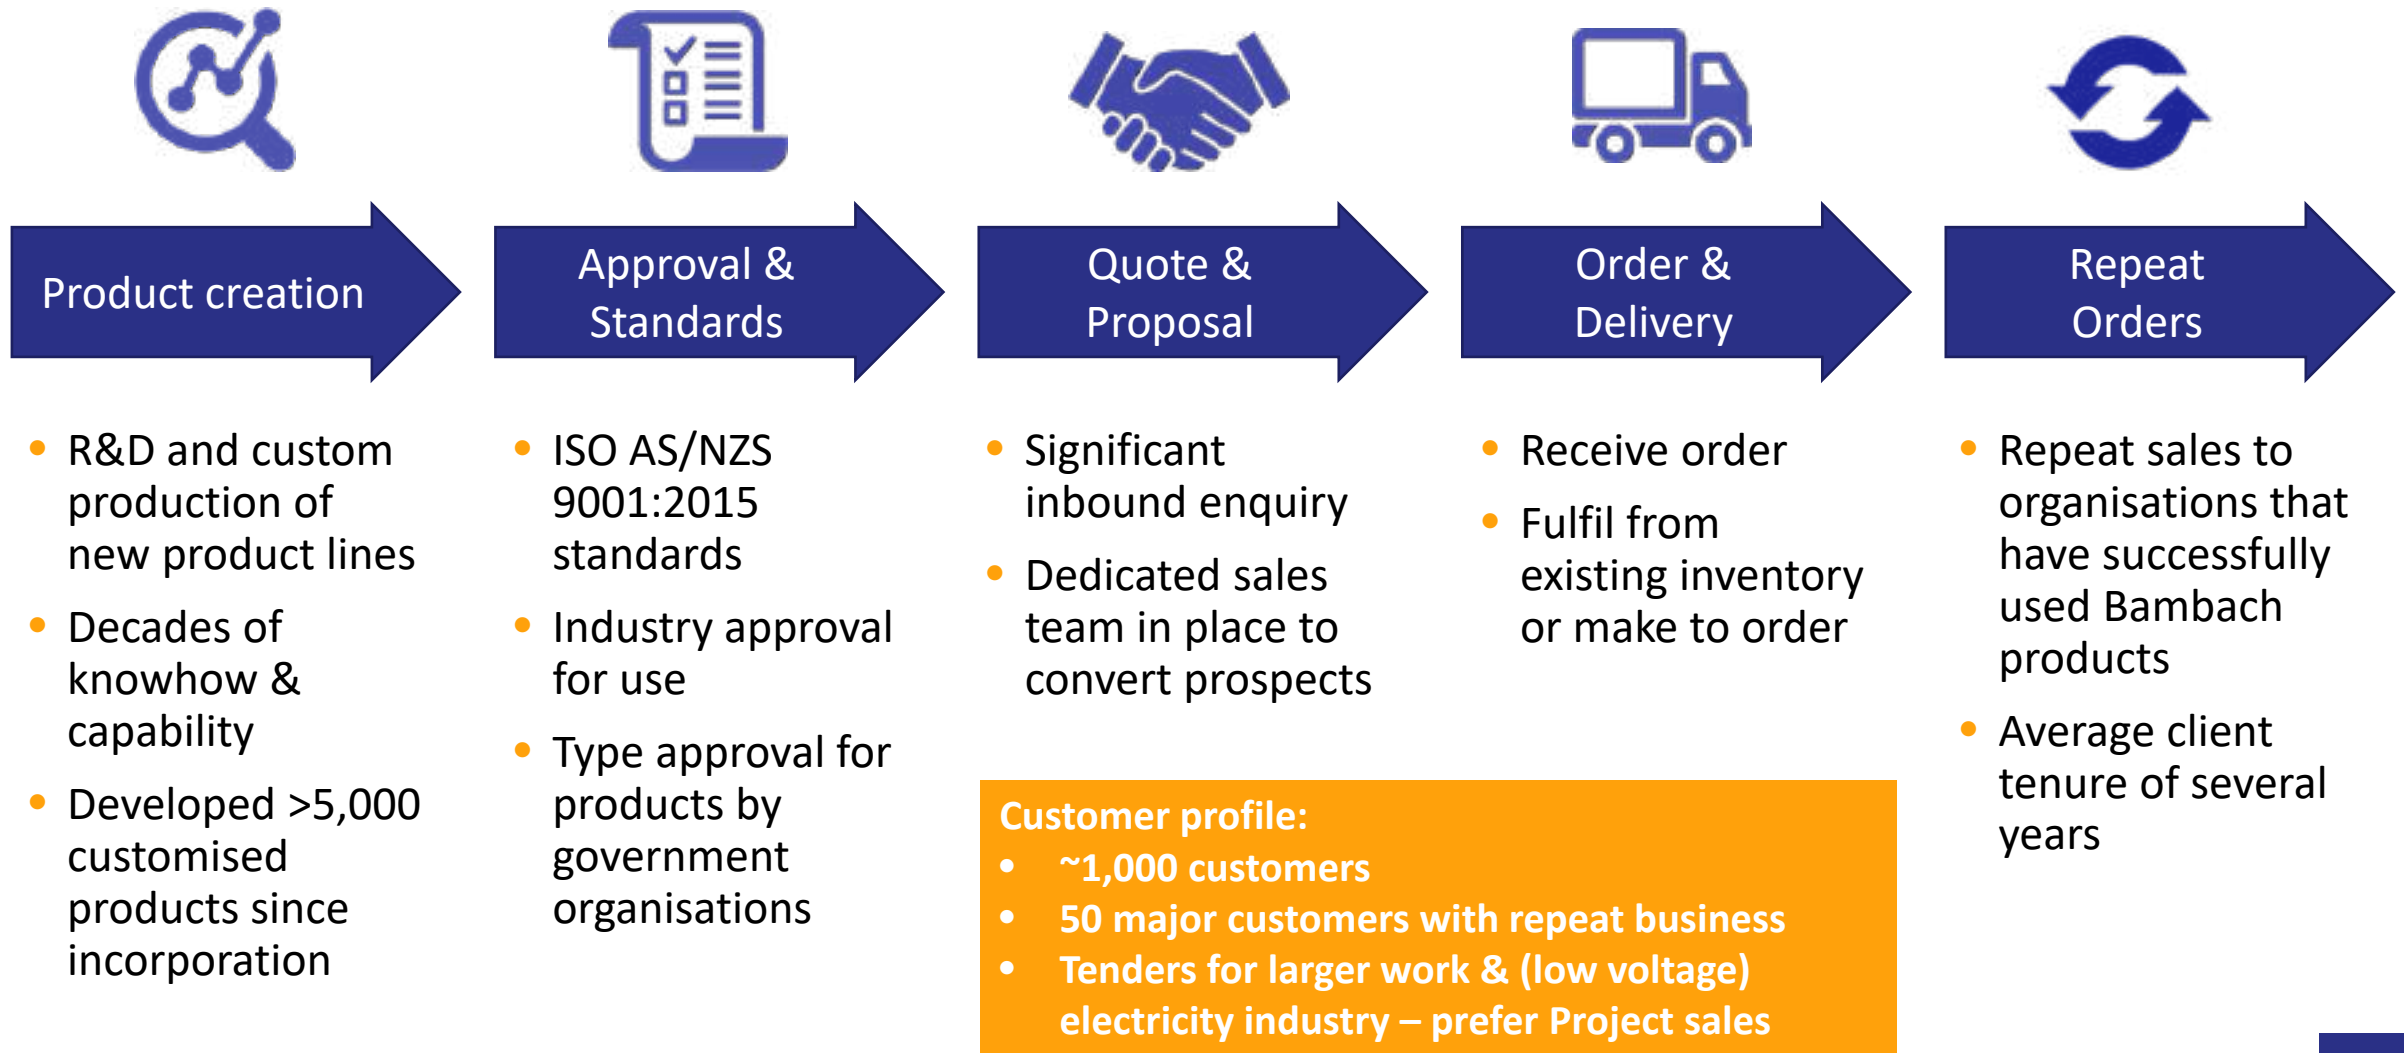 Product creation
Approval &
Standards
Quote &
Proposal
Order &
Delivery
Repeat
Orders
• R&D and custom
production of
new product lines
• Decades of
knowhow &
capability
• Developed >5,000
customised
products since
incorporation
• ISO AS/NZS
9001:2015
standards
• Industry approval
for use
• Type approval for
products by
government
organisations
• Significant
inbound enquiry
• Dedicated sales
team in place to
convert prospects
• Receive order
• Fulfil from
existing inventory
or make to order
• Repeat sales to
organisations that
have successfully
used Bambach
products
• Average client
tenure of several
years
Customer profile:
• ~1,000 customers
• 50 major customers with repeat business
• Tenders for larger work & (low voltage)
electricity industry – prefer Project sales